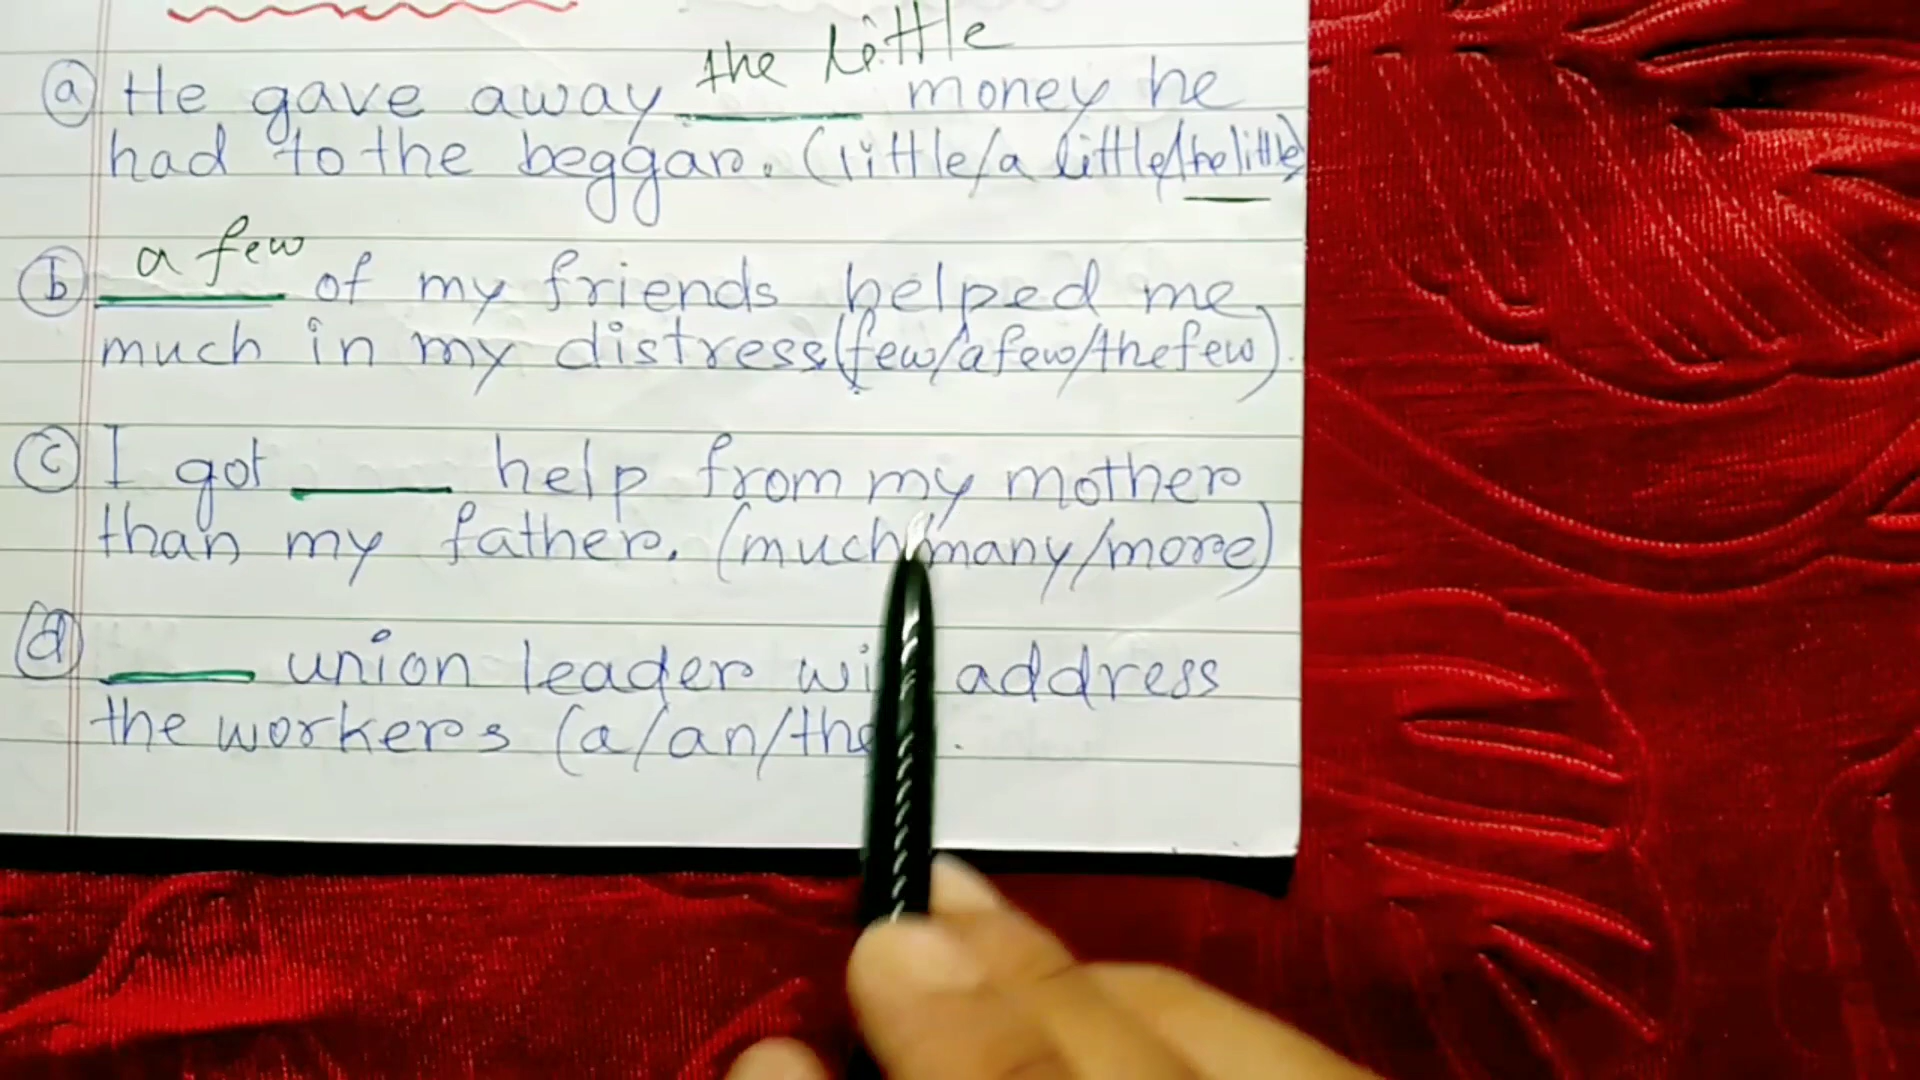 the little
(a) He gave away ____ money he
had to the beggar. (little/a little/the little)
a few
(b) ____ of my friends helped me
much in my distress (few/a few/the few).
(c) I got ____ help from my mother
than my father. (much/many/more)
(d) ____ union leader wi address
the workers (a/an/the .